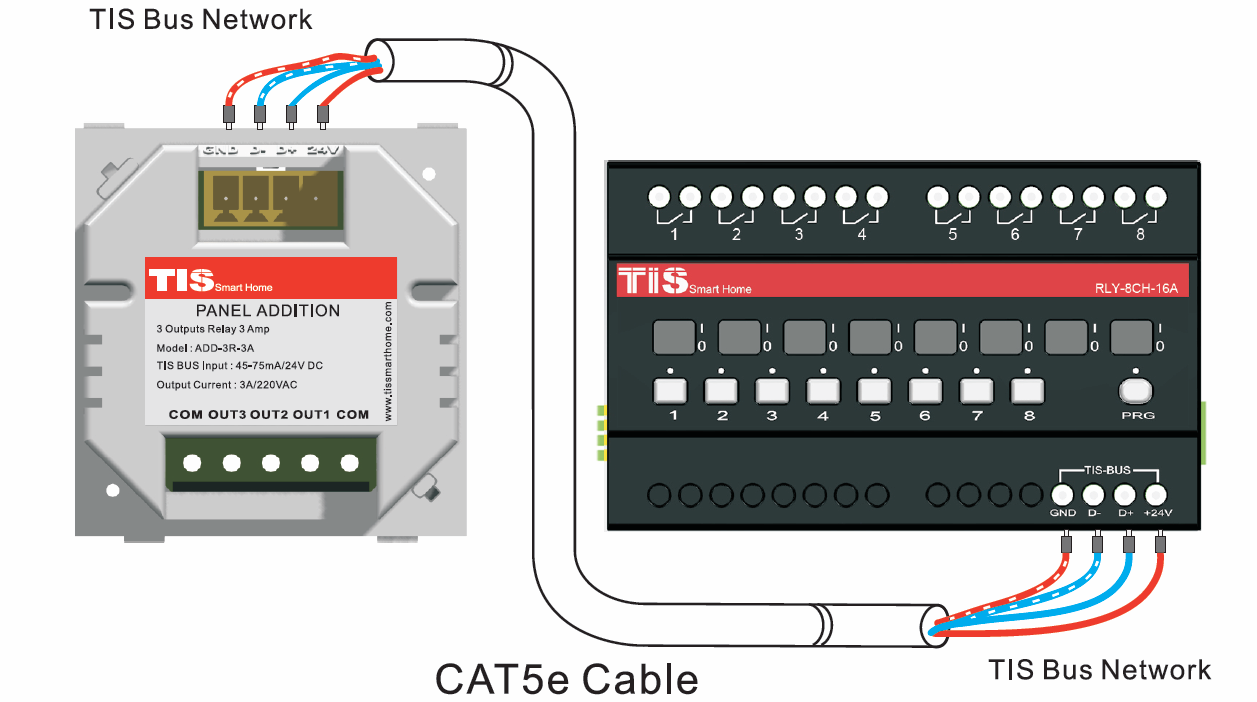 TIS Bus Network
GND D- D+ 24V
TIS Smart Home
PANEL ADDITION
3 Outputs Relay 3 Amp
Model : ADD-3R-3A
TIS BUS Input : 45-75mA/24V DC
Output Current : 3A/220VAC
www.tissmarthome.com
COM OUT3 OUT2 OUT1 COM
1 2 3 4 5 6 7 8
TIS Smart Home RLY-8CH-16A
I I I I I I I I
0 0 0 0 0 0 0 0
1 2 3 4 5 6 7 8 PRG
TIS-BUS
GND D- D+ +24V
CAT5e Cable
TIS Bus Network